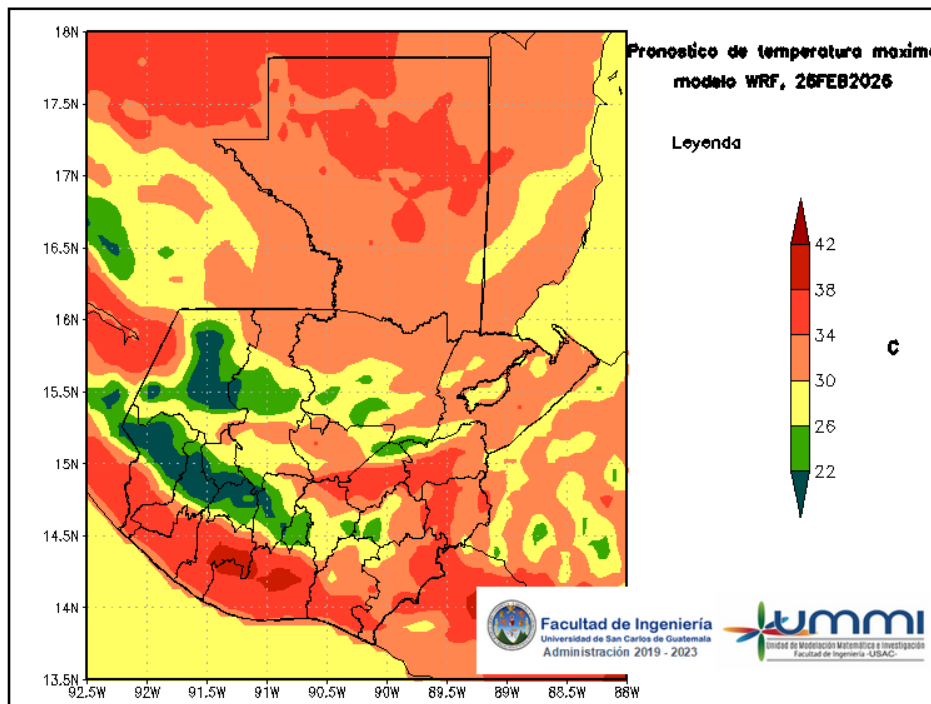 Pronostico de temperatura maxima
modelo WRF, 26FEB2026
Leyenda
18N
17.5N
17N
16.5N
16N
15.5N
15N
14.5N
14N
13.5N
92.5W
92W
91.5W
91W
90.5W
90W
89.5W
89W
88.5W
88W
42
38
34
30
26
22
C
Facultad de Ingeniería
Universidad de San Carlos de Guatemala
Administración 2019 - 2023
UMMI
Unidad de Modelación Matemática e Investigación
Facultad de Ingeniería -USAC-